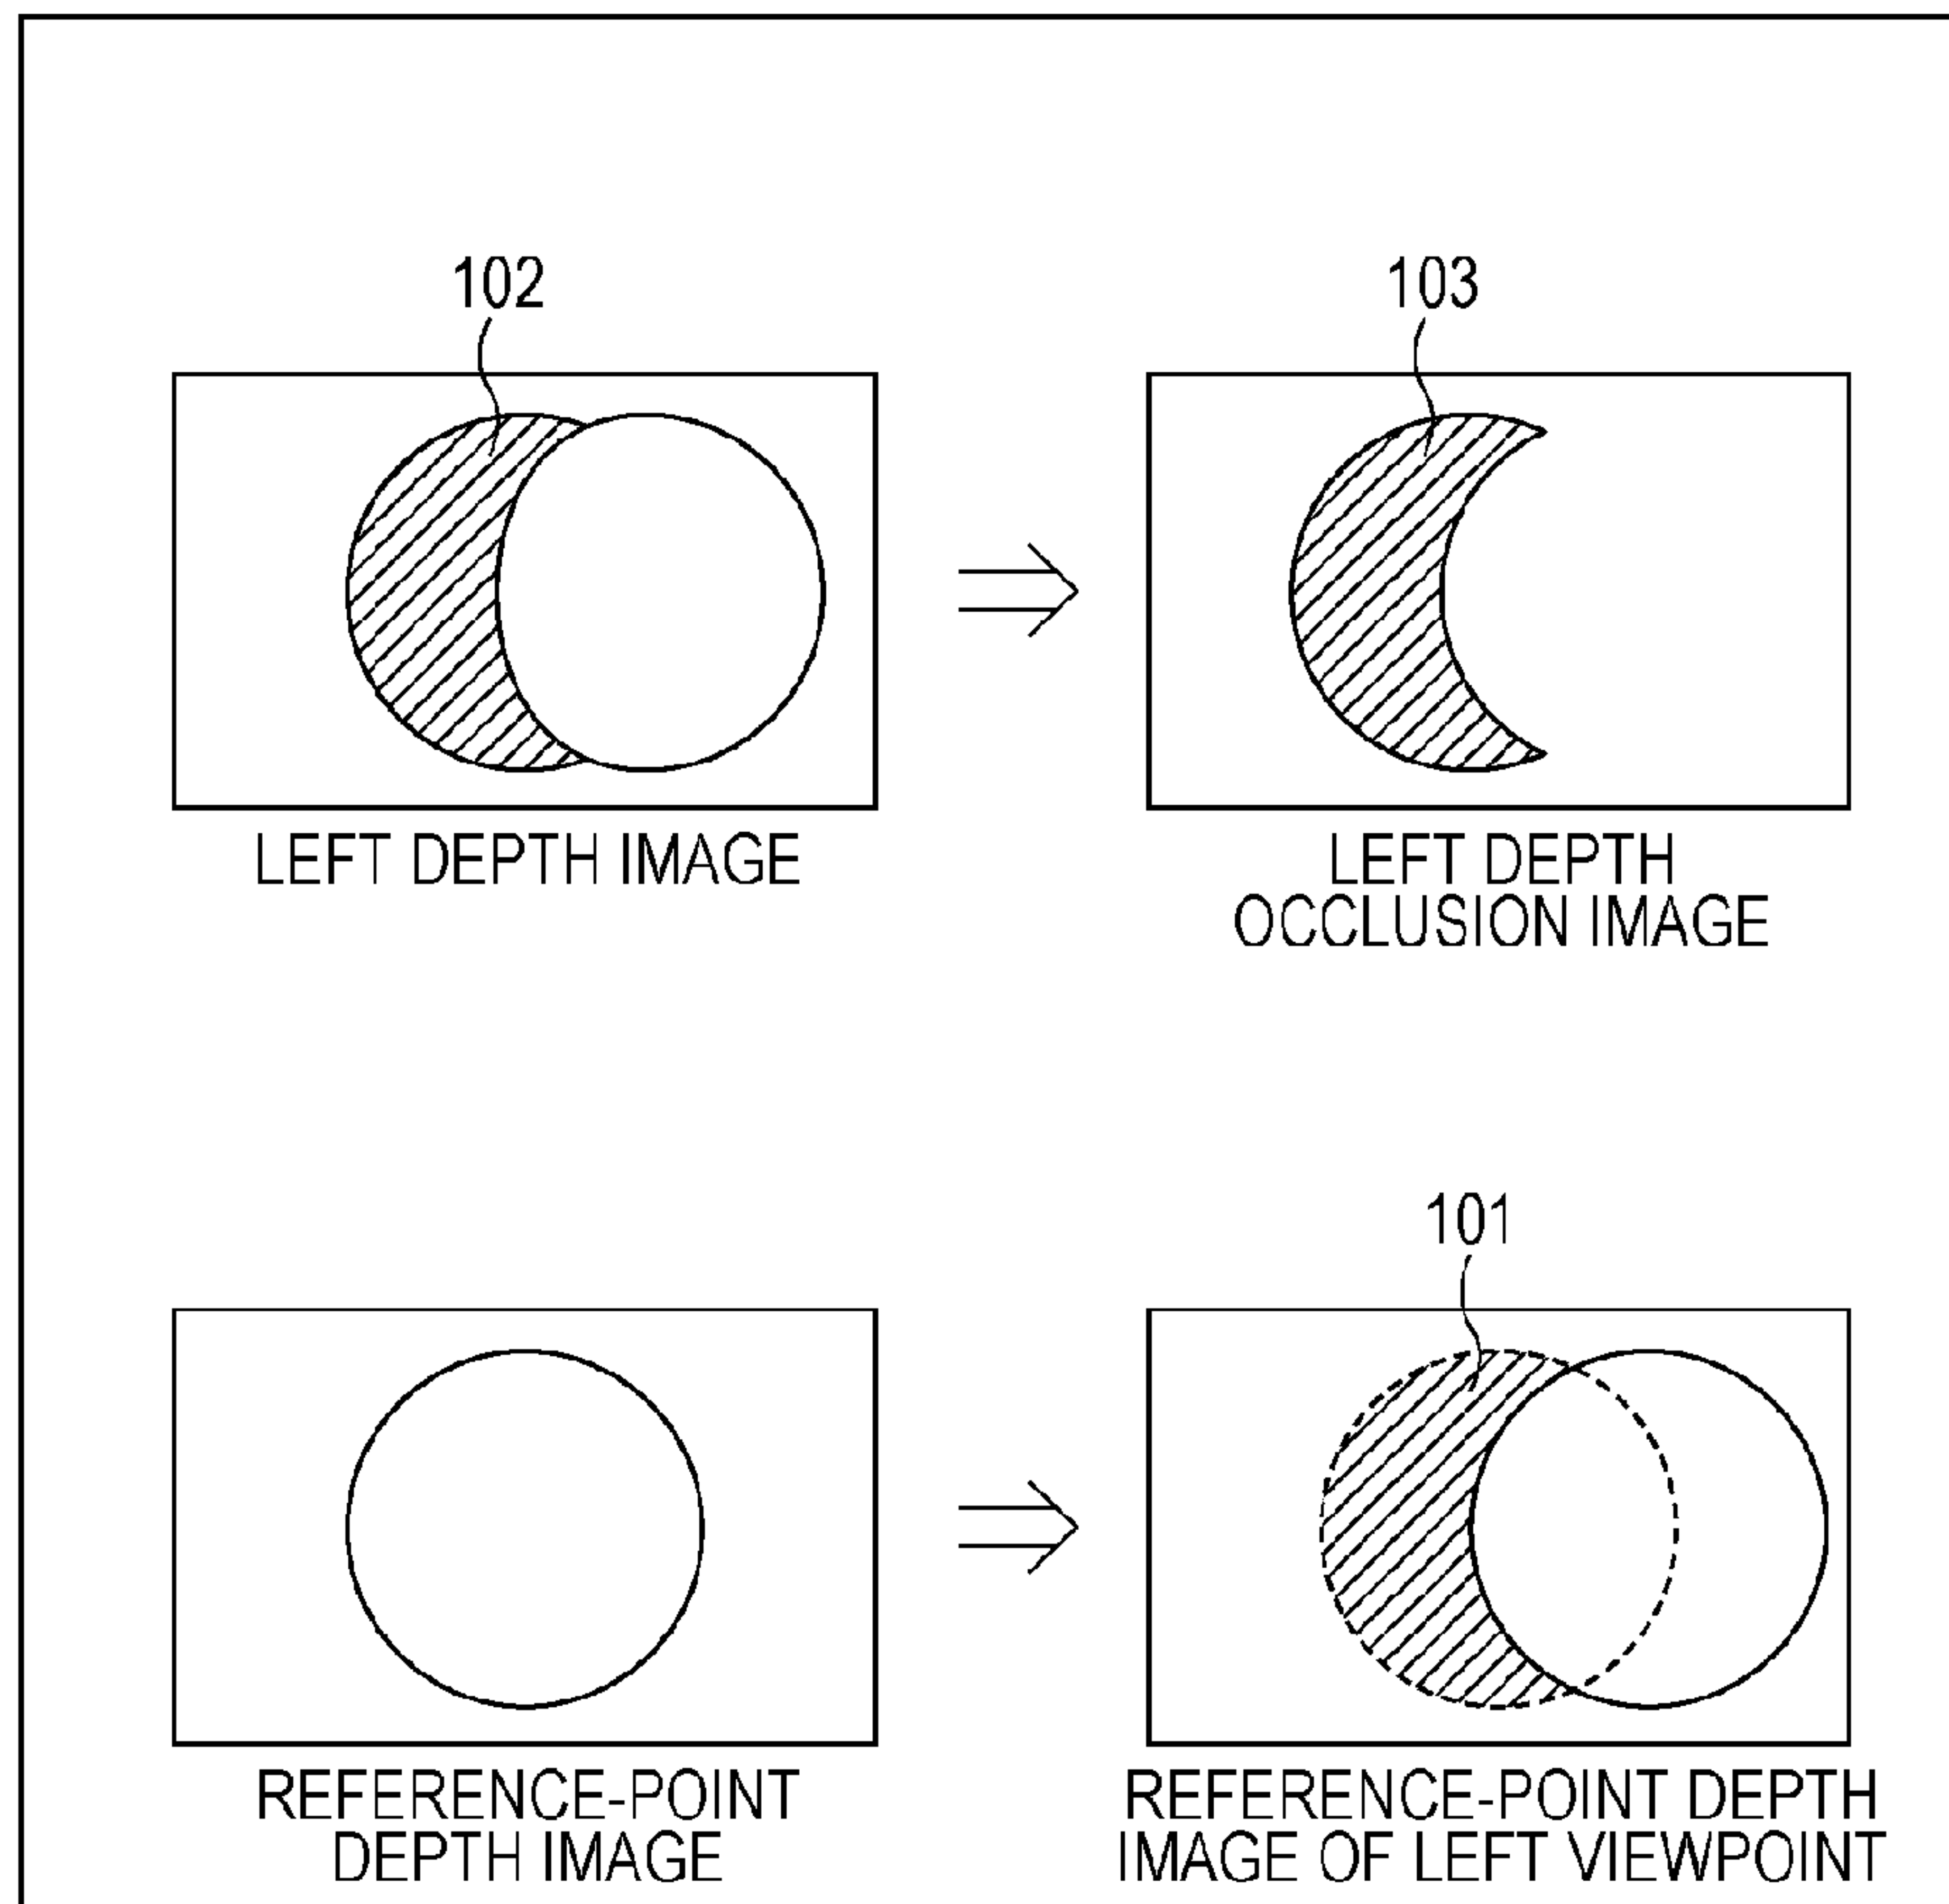 102
103
LEFT DEPTH IMAGE
LEFT DEPTH
OCCLUSION IMAGE
101
REFERENCE-POINT
DEPTH IMAGE
REFERENCE-POINT DEPTH
IMAGE OF LEFT VIEWPOINT